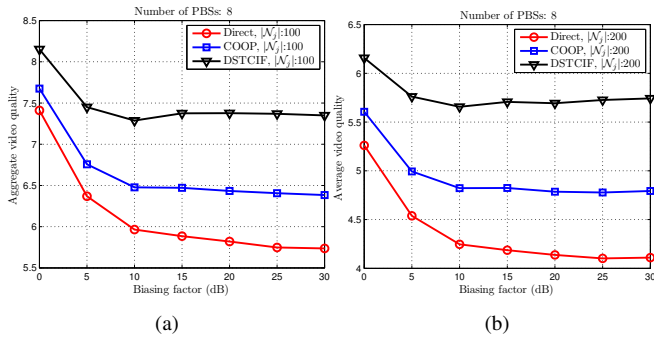 Number of PBSs: 8
Direct, |𝒩j|:100
COOP, |𝒩j|:100
DSTCIF, |𝒩j|:100
Aggregate video quality
8.5
8
7.5
7
6.5
6
5.5
0 5 10 15 20 25 30
Biasing factor (dB)
(a)
Number of PBSs: 8
Direct, |𝒩j|:200
COOP, |𝒩j|:200
DSTCIF, |𝒩j|:200
Average video quality
6.5
6
5.5
5
4.5
4
0 5 10 15 20 25 30
Biasing factor (dB)
(b)